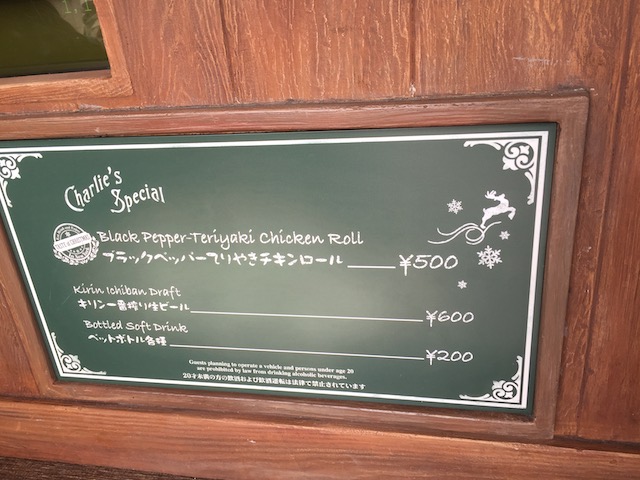 Charlie's
Special
TASTE of CHRISTMAS
Black Pepper-Teriyaki Chicken Roll
ブラックペッパーてりやきチキンロール ¥500
Kirin Ichiban Draft
キリン一番搾り生ビール ¥600
Bottled Soft Drink
ペットボトル各種 ¥200
Guests planning to operate a vehicle and persons under age 20
are prohibited by law from drinking alcoholic beverages.
20才未満の方の飲酒および飲酒運転は法律で禁止されています